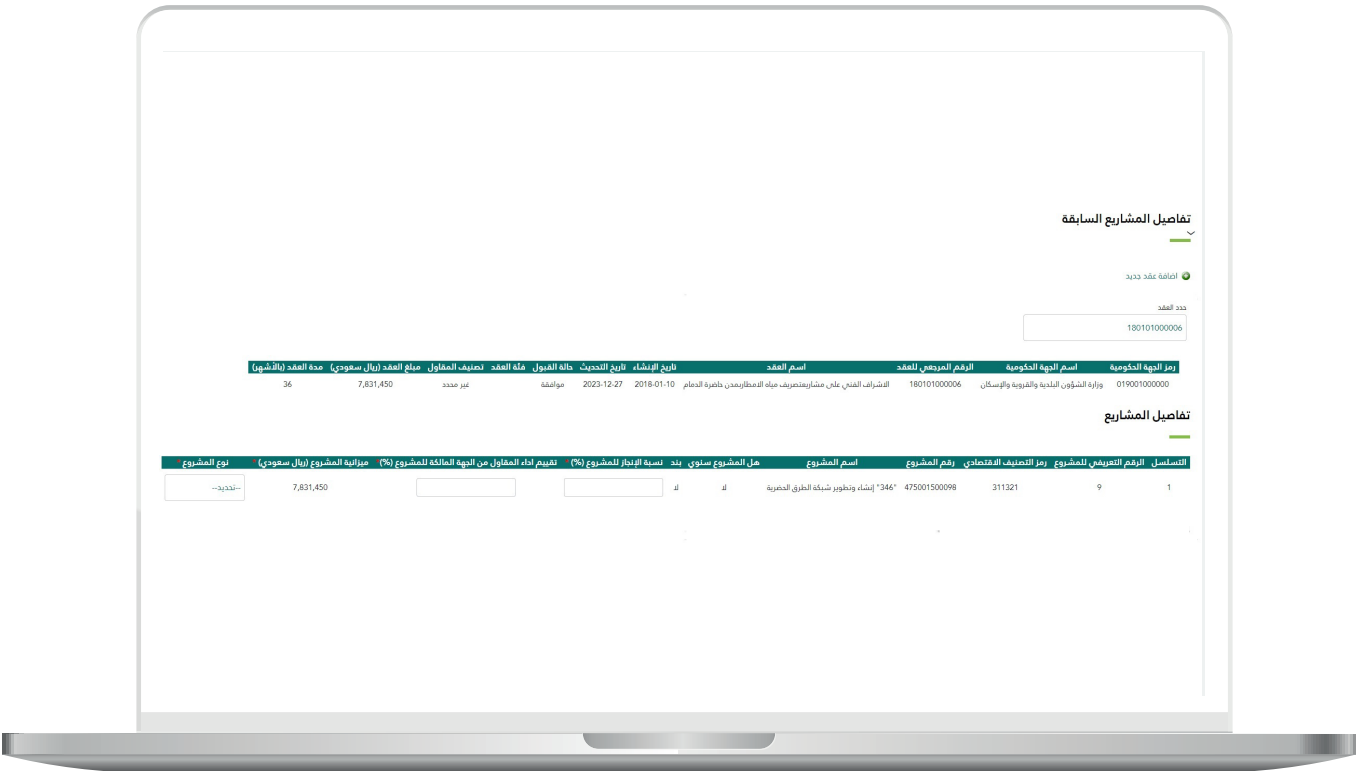 تفاصيل المشاريع السابقة
اضافة عقد جديد
حدد العقد
180101000006
رمز الجهة الحكومية اسم الجهة الحكومية الرقم المرجعي للعقد اسم العقد تاريخ الإنشاء تاريخ التحديث حالة القبول فئة العقد تصنيف المقاول مبلغ العقد (ريال سعودي) مدة العقد (بالأشهر)
019001000000 وزارة الشؤون البلدية والقروية والإسكان 180101000006 الاشراف الفني على مشاريعتصريف مياه الامطاربمدن حاضرة الدمام 2018-01-10 2023-12-27 موافقة غير محدد 7,831,450 36
تفاصيل المشاريع
التسلسل الرقم التعريفي للمشروع رمز التصنيف الاقتصادي رقم المشروع اسم المشروع هل المشروع سنوي بند نسبة الإنجاز للمشروع (%) * تقييم اداء المقاول من الجهة المالكة للمشروع (%) * ميزانية المشروع (ريال سعودي) * نوع المشروع *
1 9 311321 475001500098 "346" إنشاء وتطوير شبكة الطرق الحضرية لا لا 7,831,450 --تحديد--